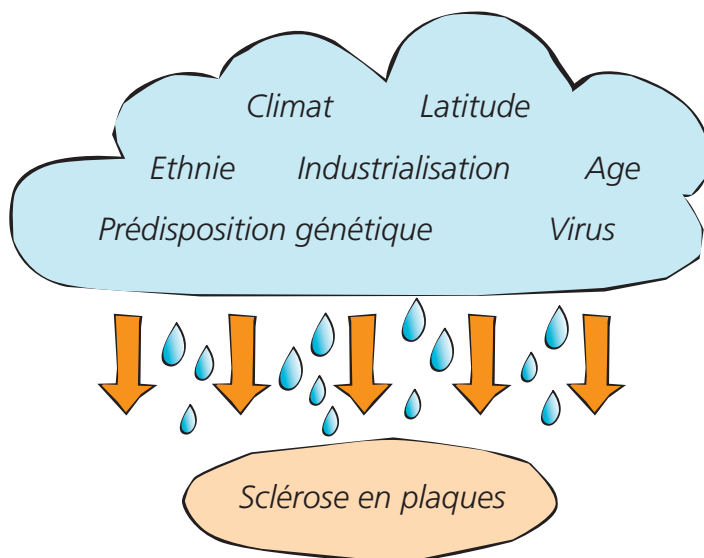 Climat Latitude
Ethnie Industrialisation Age
Prédisposition génétique Virus
Sclérose en plaques